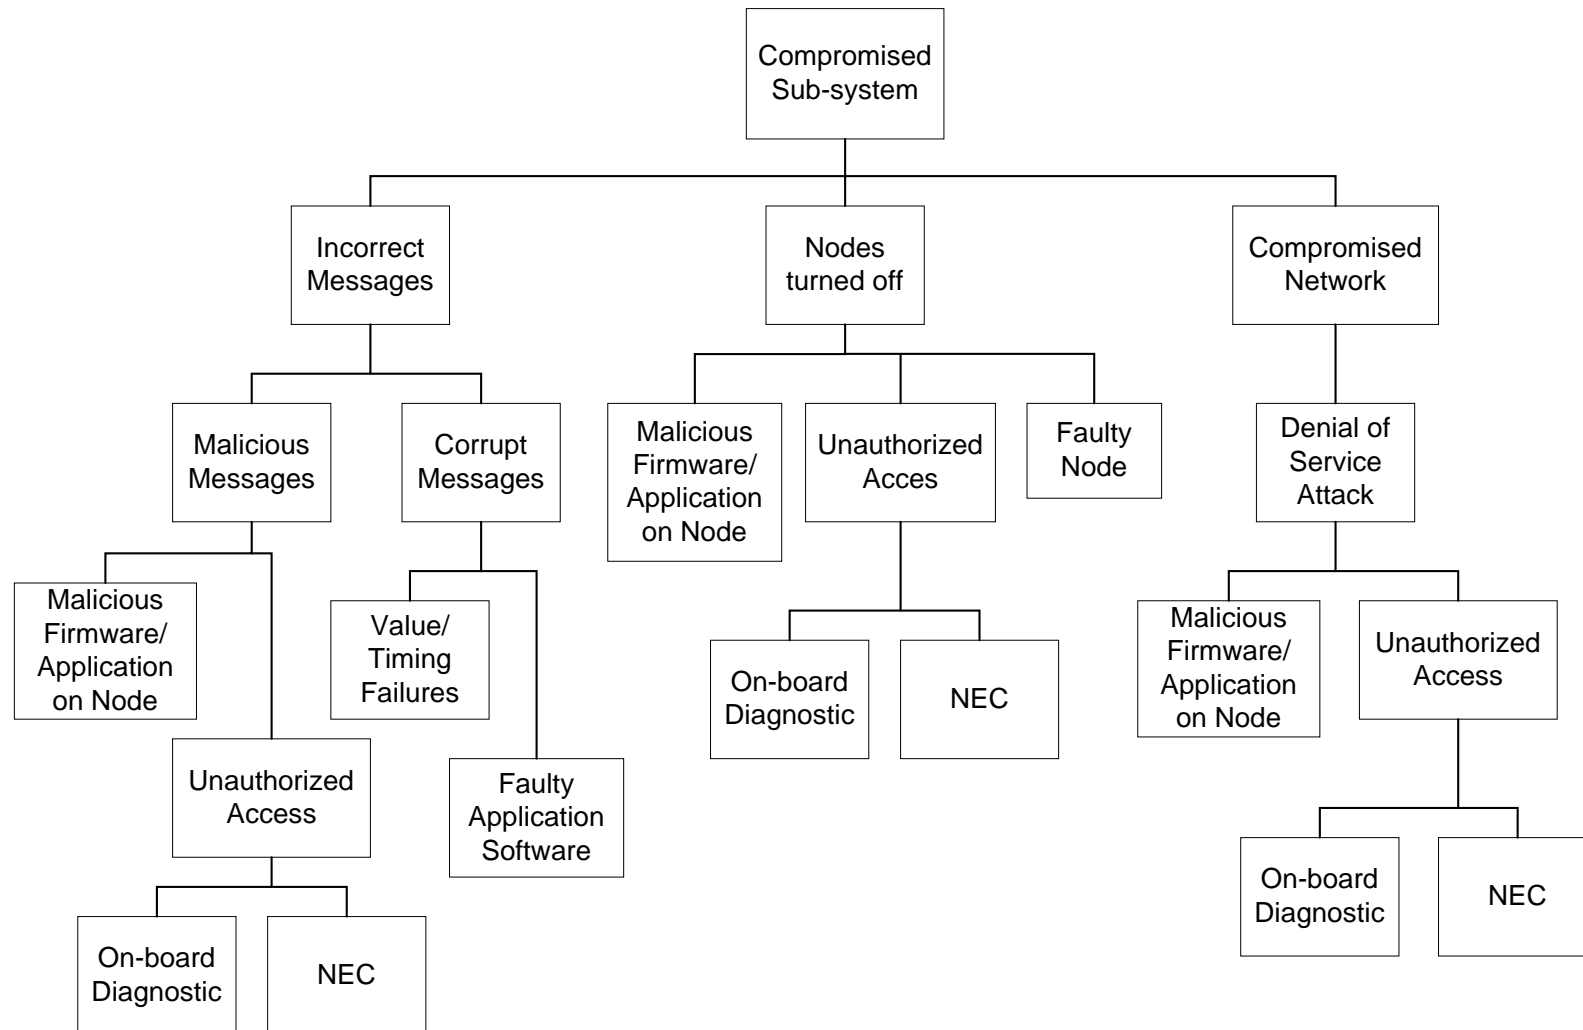 Compromised
Sub-system
Incorrect
Messages
Nodes
turned off
Compromised
Network
Malicious
Messages
Corrupt
Messages
Malicious
Firmware/
Application
on Node
Unauthorized
Acces
Faulty
Node
Denial of
Service
Attack
Malicious
Firmware/
Application
on Node
Value/
Timing
Failures
Malicious
Firmware/
Application
on Node
Unauthorized
Access
On-board
Diagnostic
NEC
Unauthorized
Access
Faulty
Application
Software
On-board
Diagnostic
NEC
On-board
Diagnostic
NEC